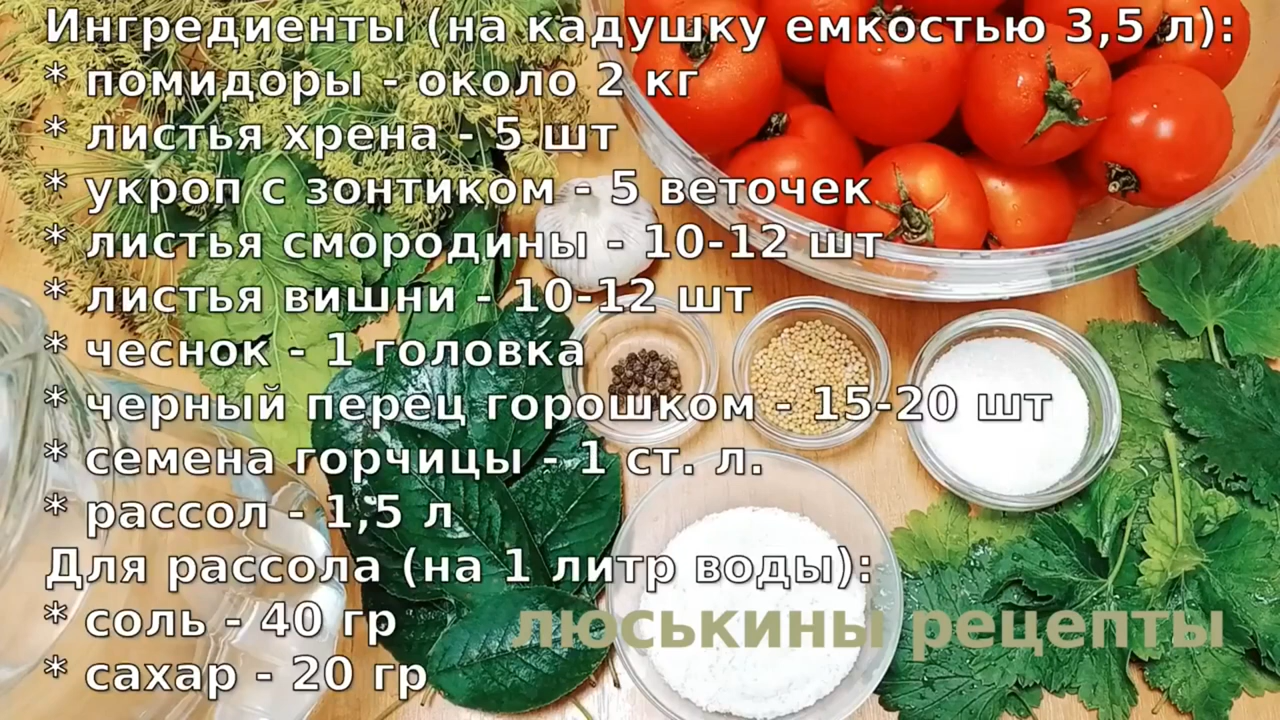 Ингредиенты (на кадушку емкостью 3,5 л):
* помидоры - около 2 кг
* листья хрена - 5 шт
* укроп с зонтиком - 5 веточек
* листья смородины - 10-12 шт
* листья вишни - 10-12 шт
* чеснок - 1 головка
* черный перец горошком - 15-20 шт
* семена горчицы - 1 ст. л.
* рассол - 1,5 л
Для рассола (на 1 литр воды):
* соль - 40 гр
люськины рецепты
* сахар - 20 гр